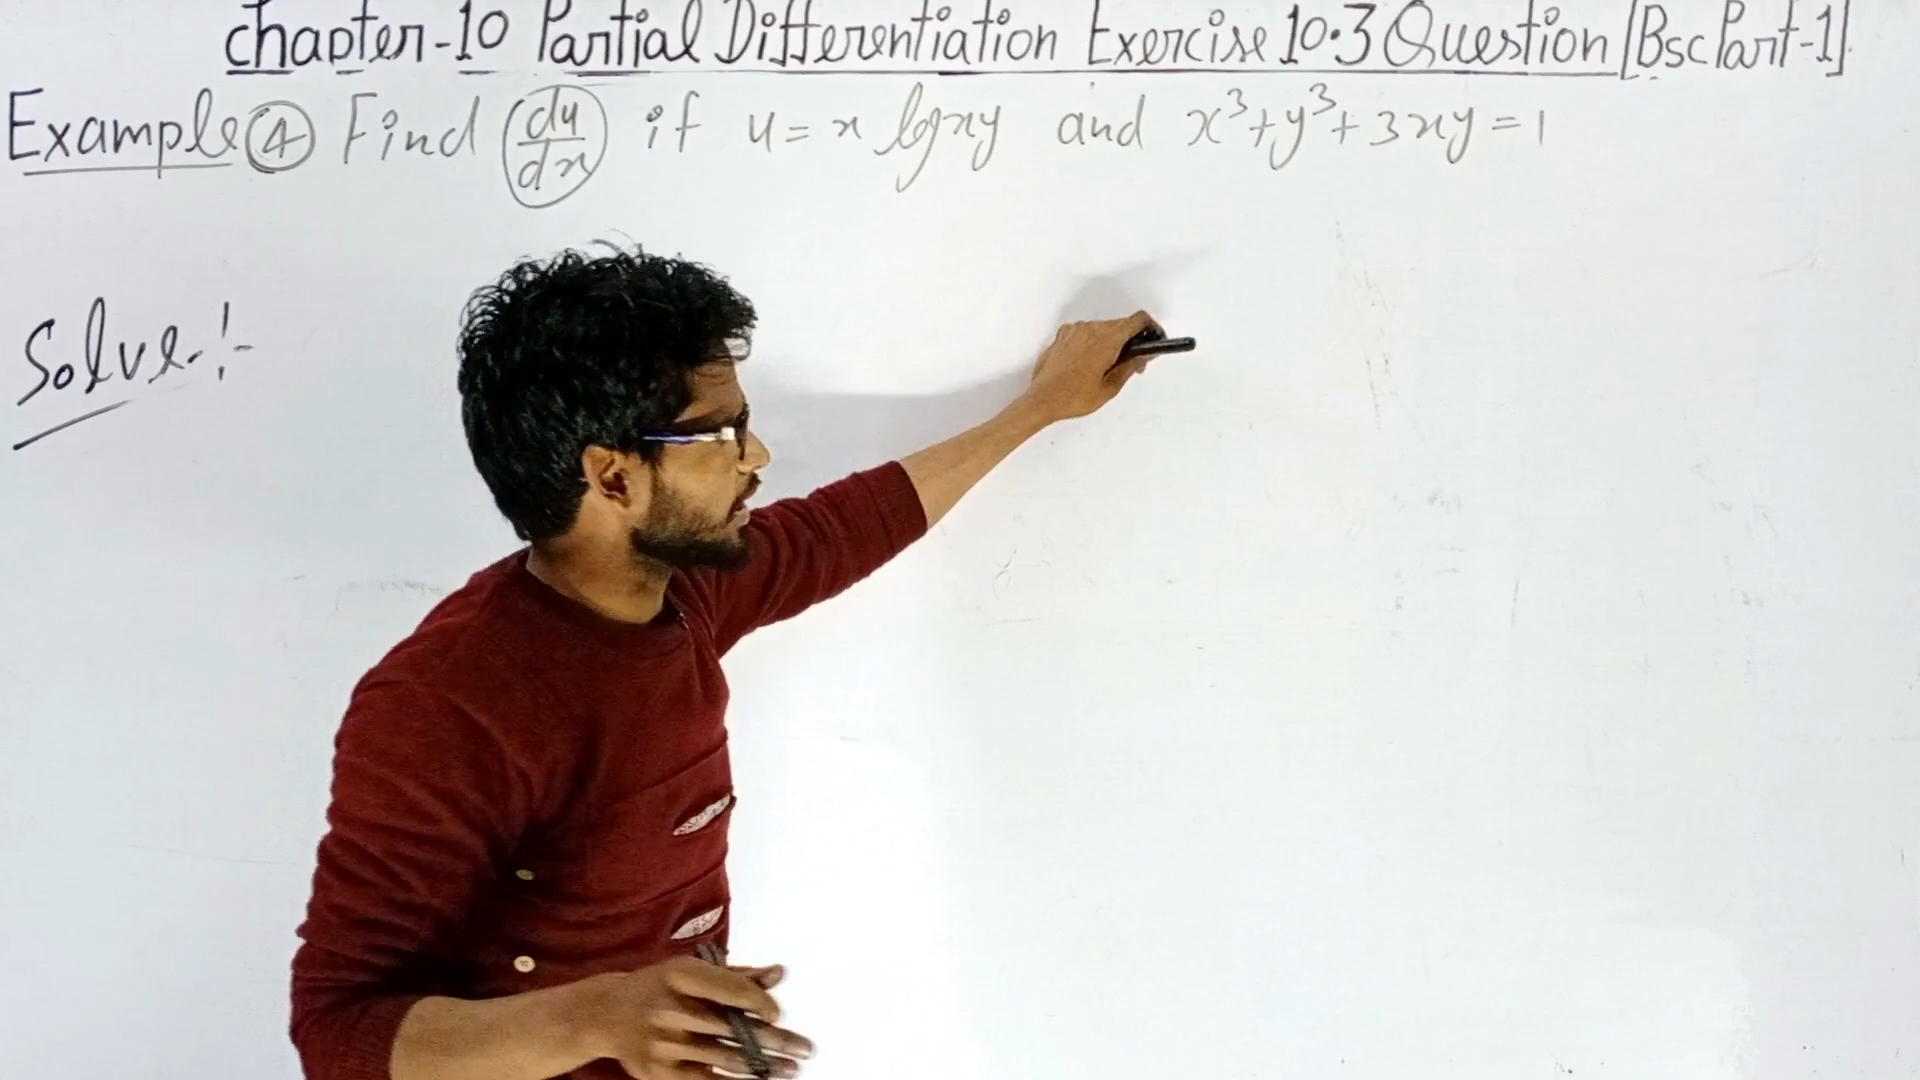 Chapter-10 Partial Differentiation Exercise 10.3 Question [Bsc Part-1]
Example ④ Find (du/dx) if u = x log xy and x³+y³+3xy=1
Solve:-